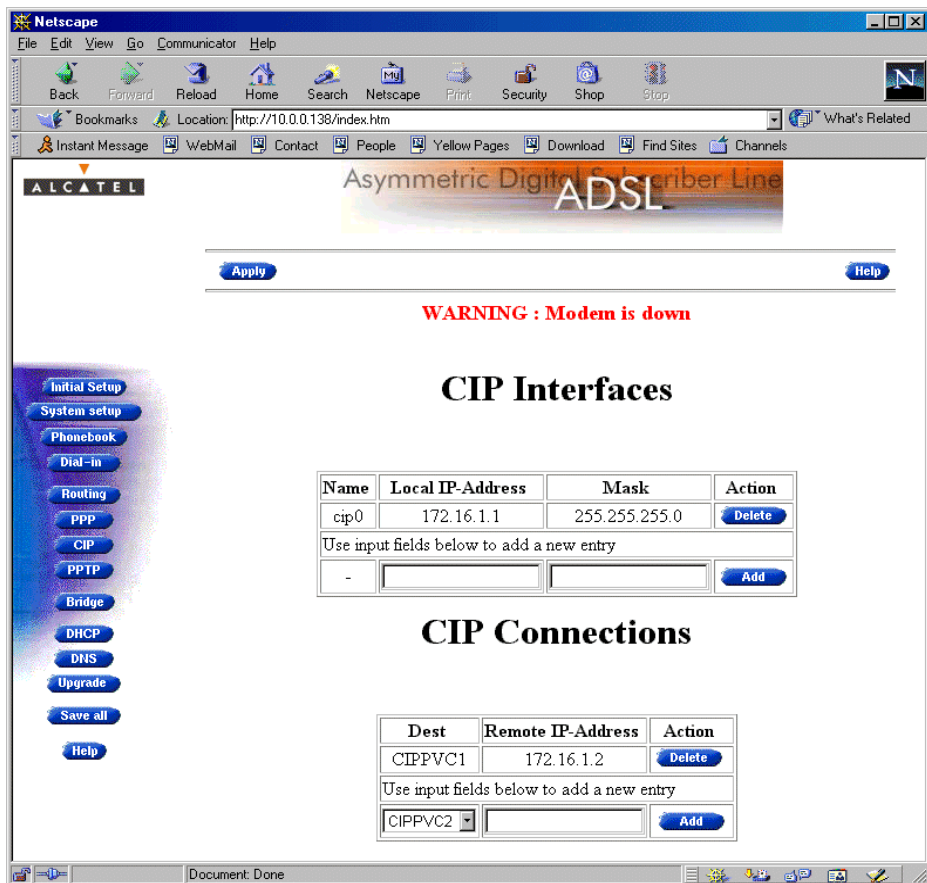 Netscape
File Edit View Go Communicator Help
Back Forward Reload Home Search Netscape Print Security Shop Stop
My
N
Bookmarks Location: http://10.0.0.138/index.htm What's Related
Instant Message WebMail Contact People Yellow Pages Download Find Sites Channels
ALCATEL
Asymmetric Digital Subscriber Line
ADSL
Apply Help
WARNING : Modem is down
CIP Interfaces
Initial Setup
System setup
Phonebook
Dial-in
Routing
PPP
CIP
PPTP
Bridge
DHCP
DNS
Upgrade
Save all
Help
Name Local IP-Address Mask Action
cip0 172.16.1.1 255.255.255.0 Delete
Use input fields below to add a new entry
- Add
CIP Connections
Dest Remote IP-Address Action
CIPPVC1 172.16.1.2 Delete
Use input fields below to add a new entry
CIPPVC2 Add
Document: Done